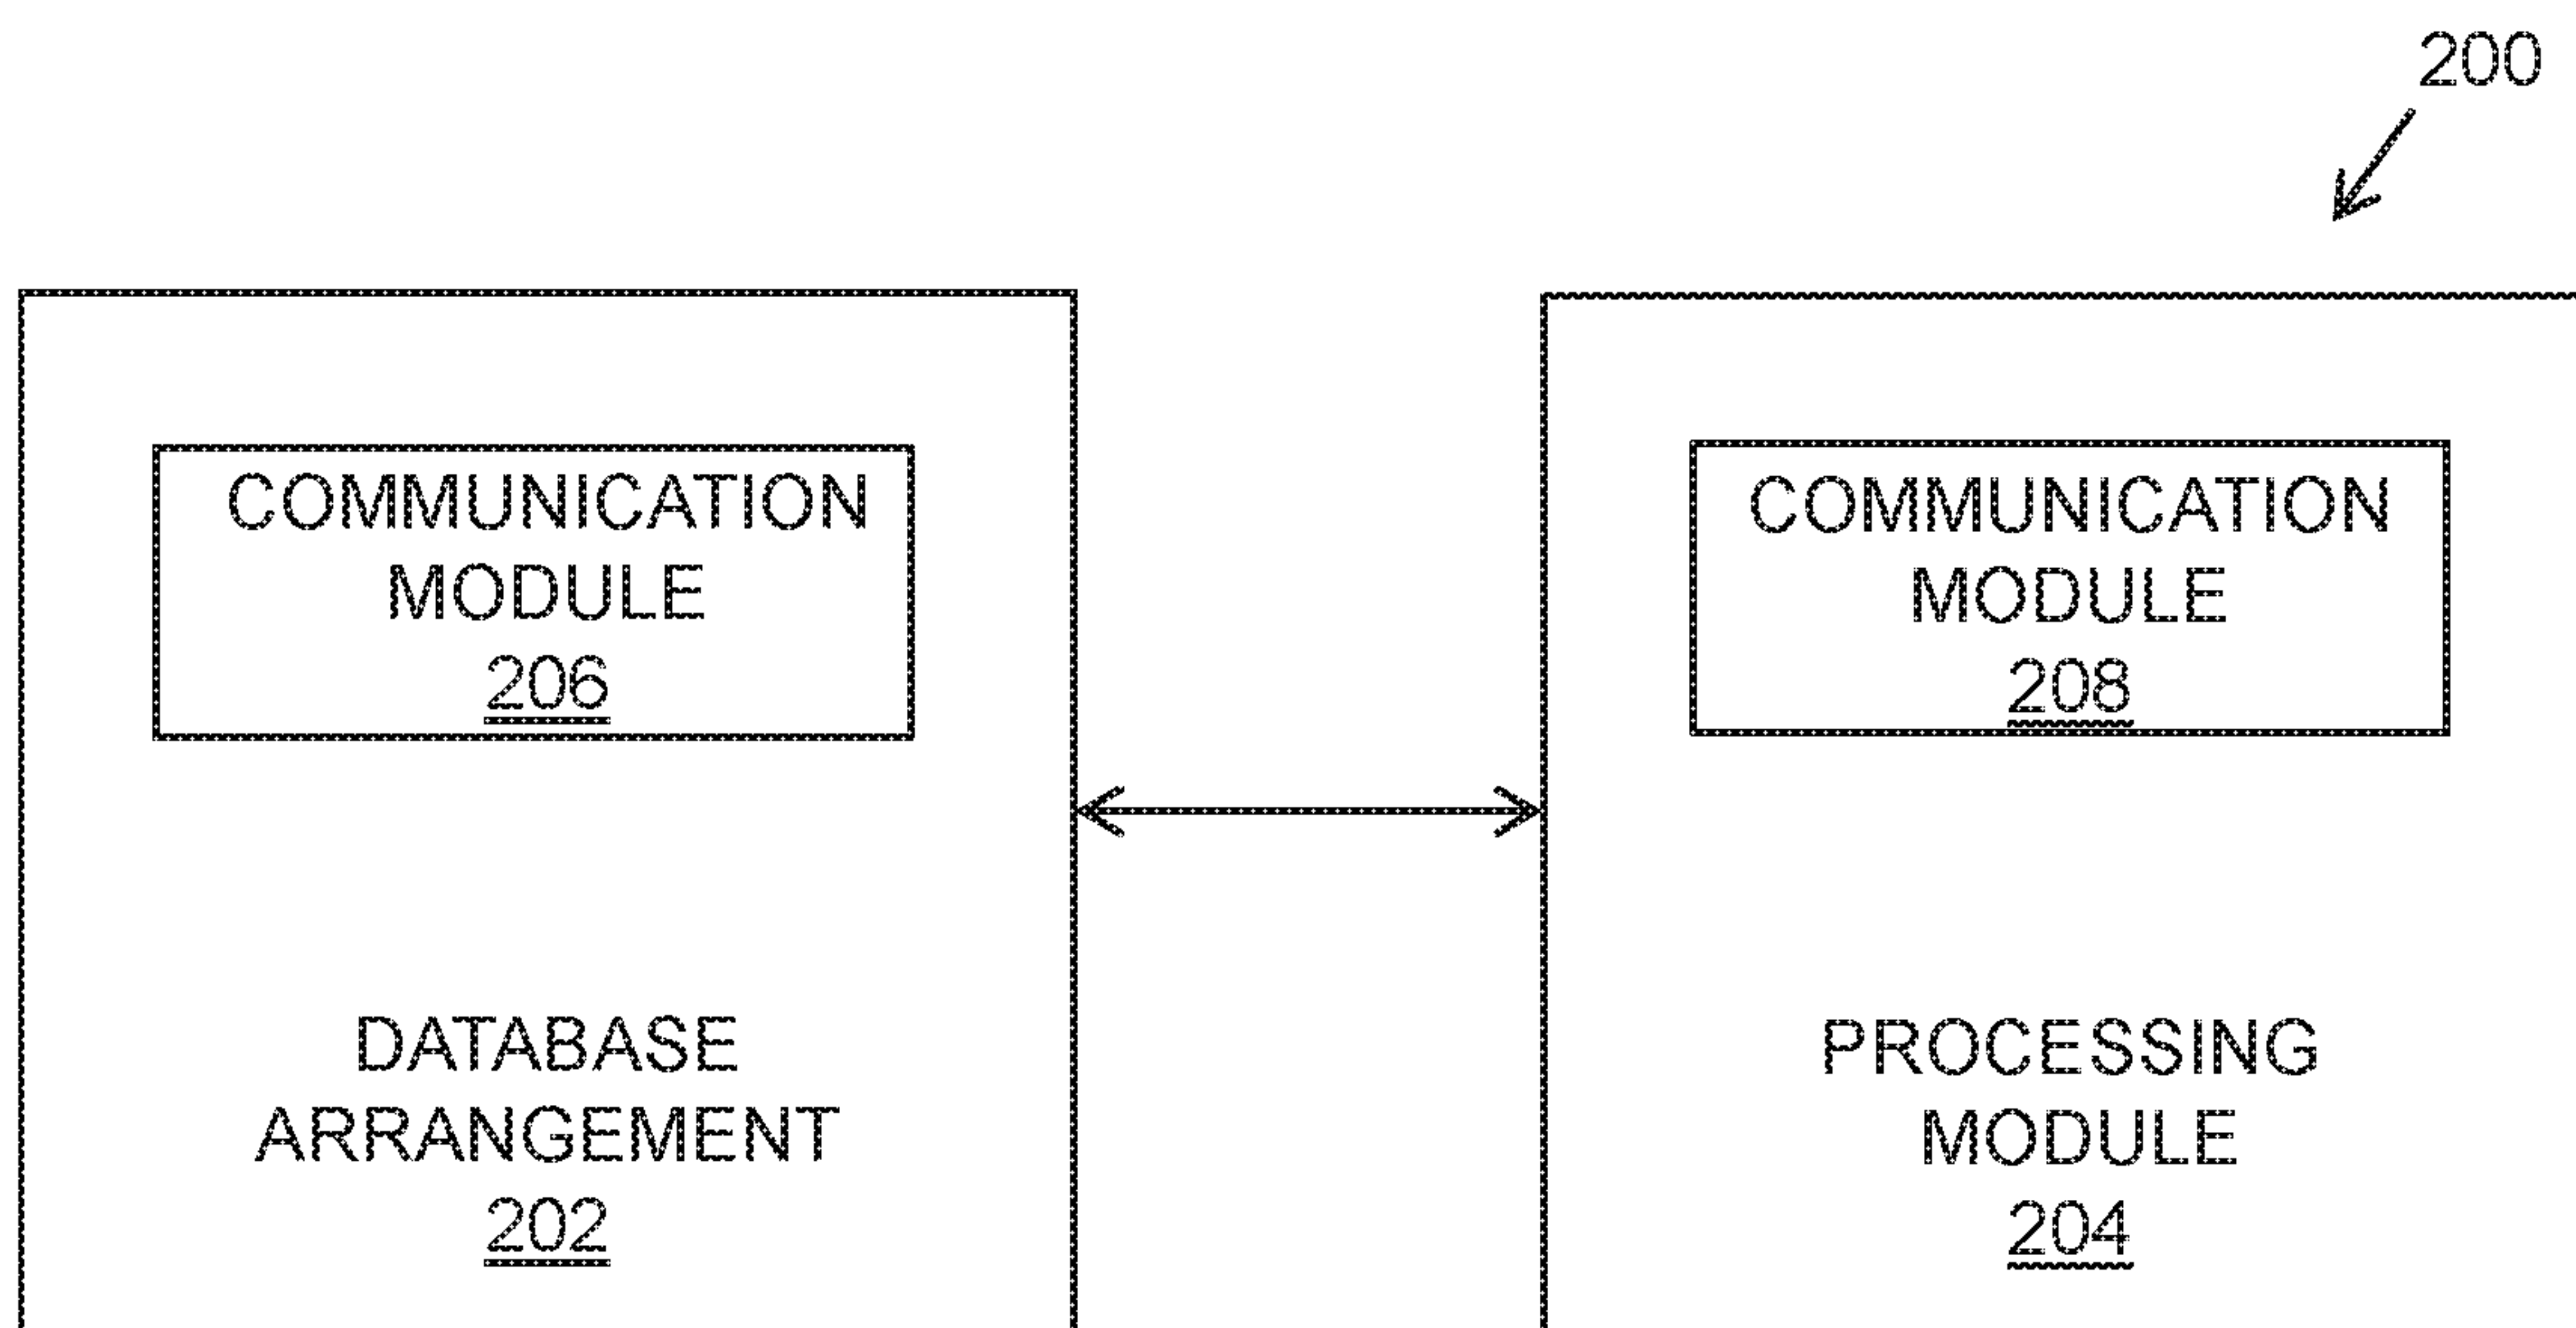 200
COMMUNICATION
MODULE
206
DATABASE
ARRANGEMENT
202
COMMUNICATION
MODULE
208
PROCESSING
MODULE
204